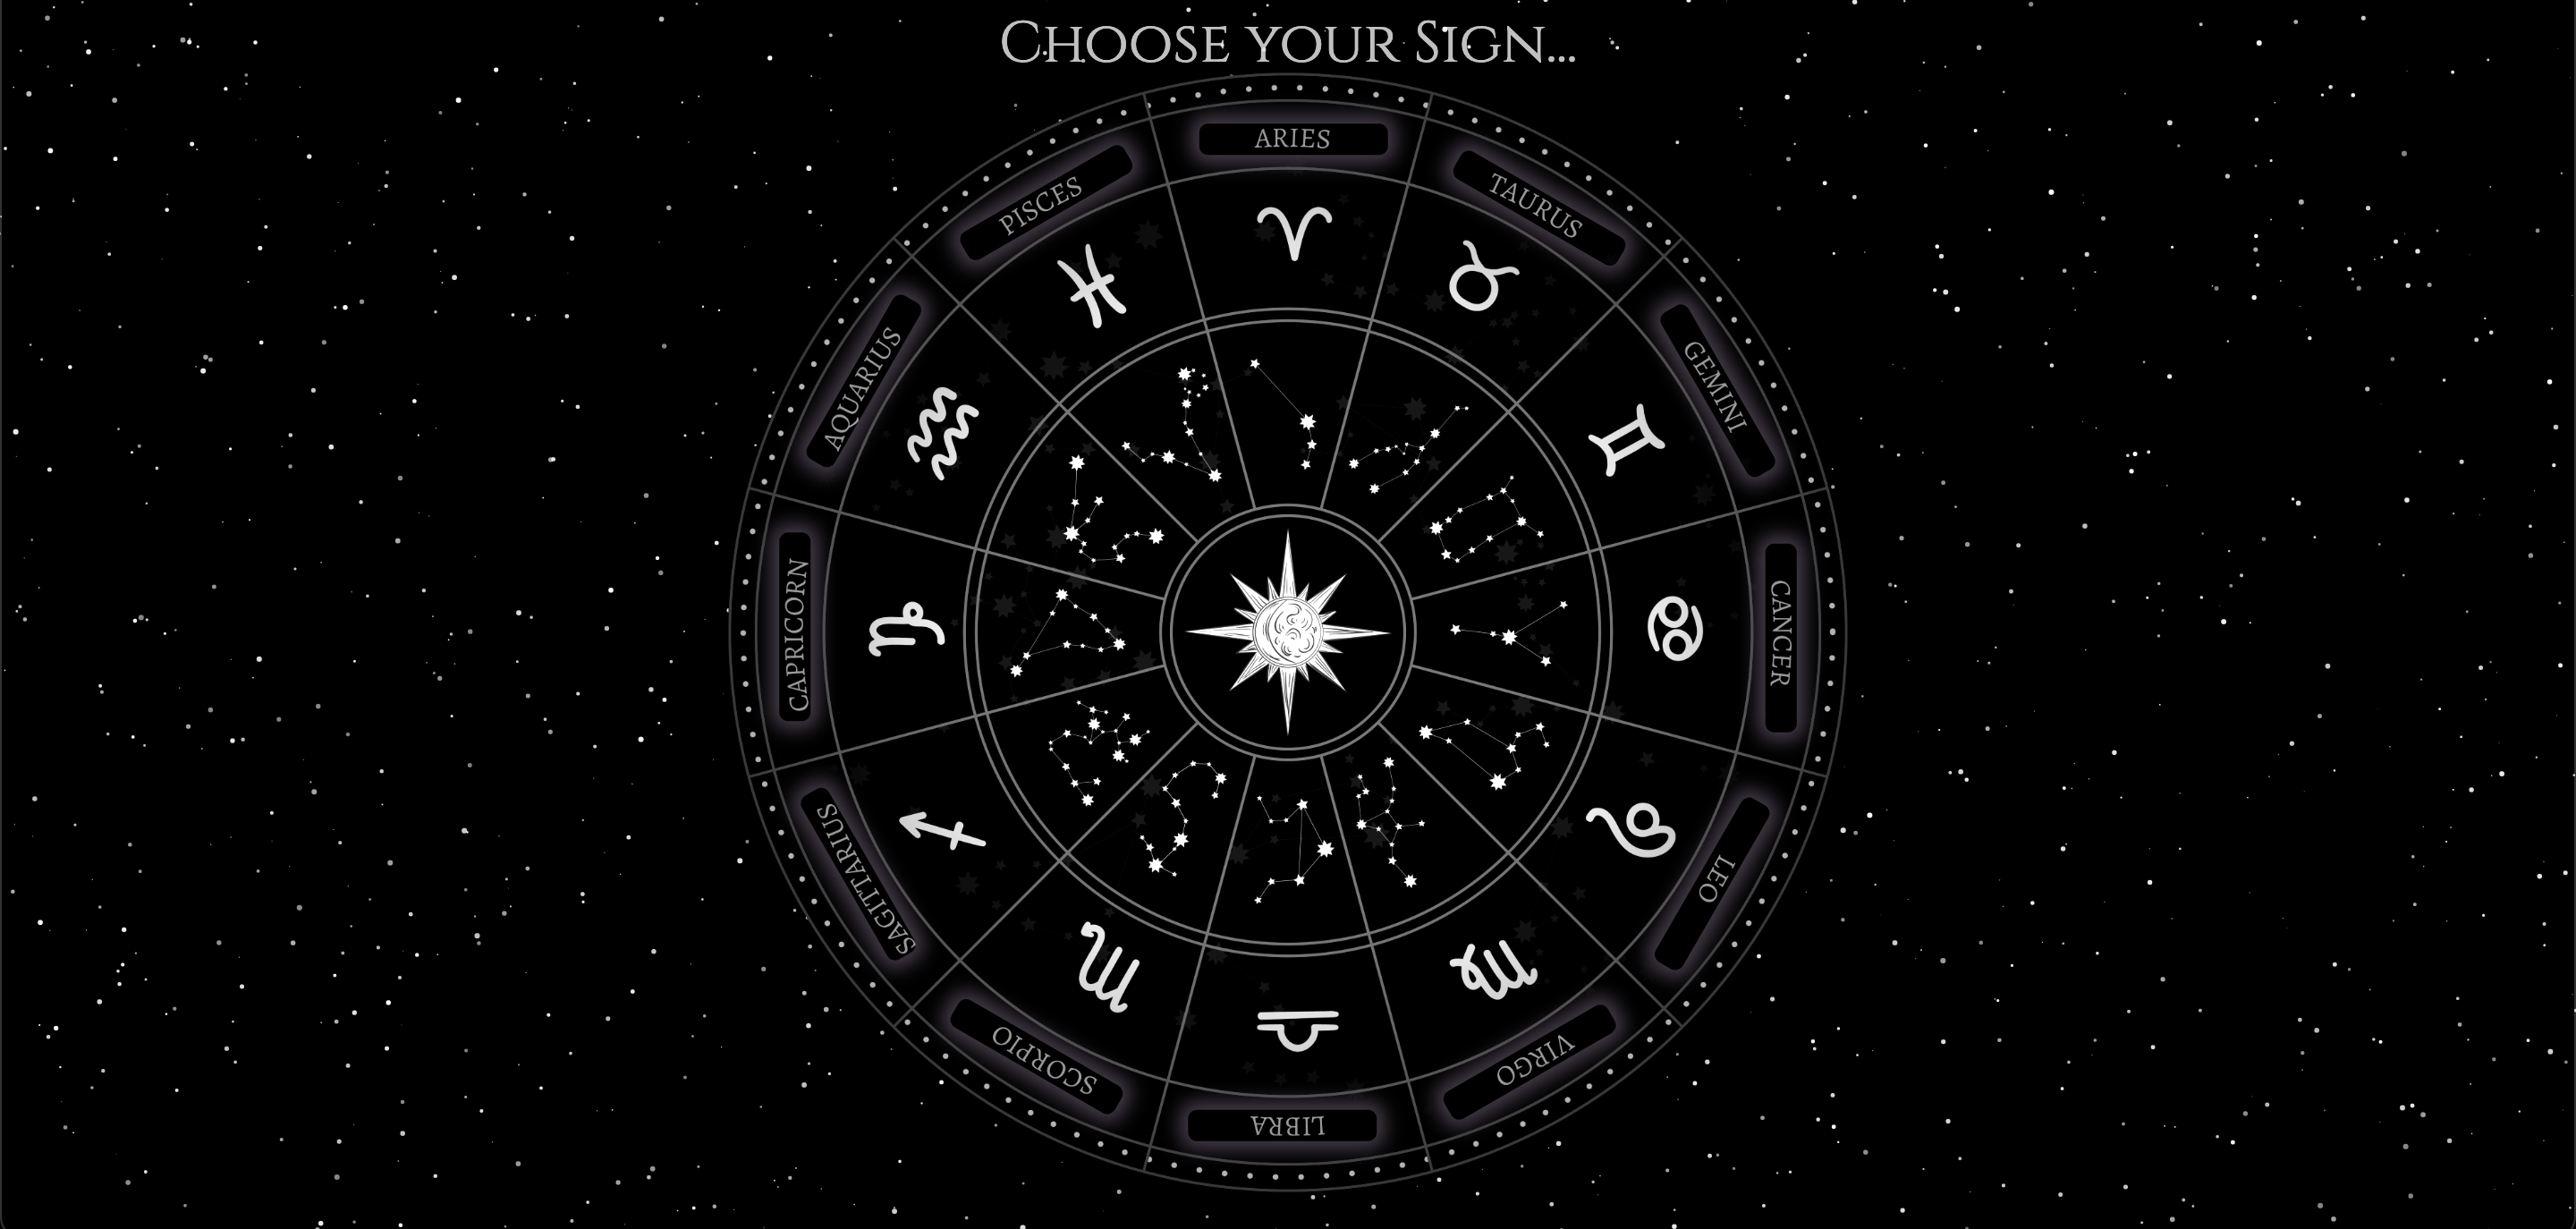 Choose your Sign...
ARIES
TAURUS
GEMINI
CANCER
LEO
VIRGO
LIBRA
SCORPIO
SAGITTARIUS
CAPRICORN
AQUARIUS
PISCES